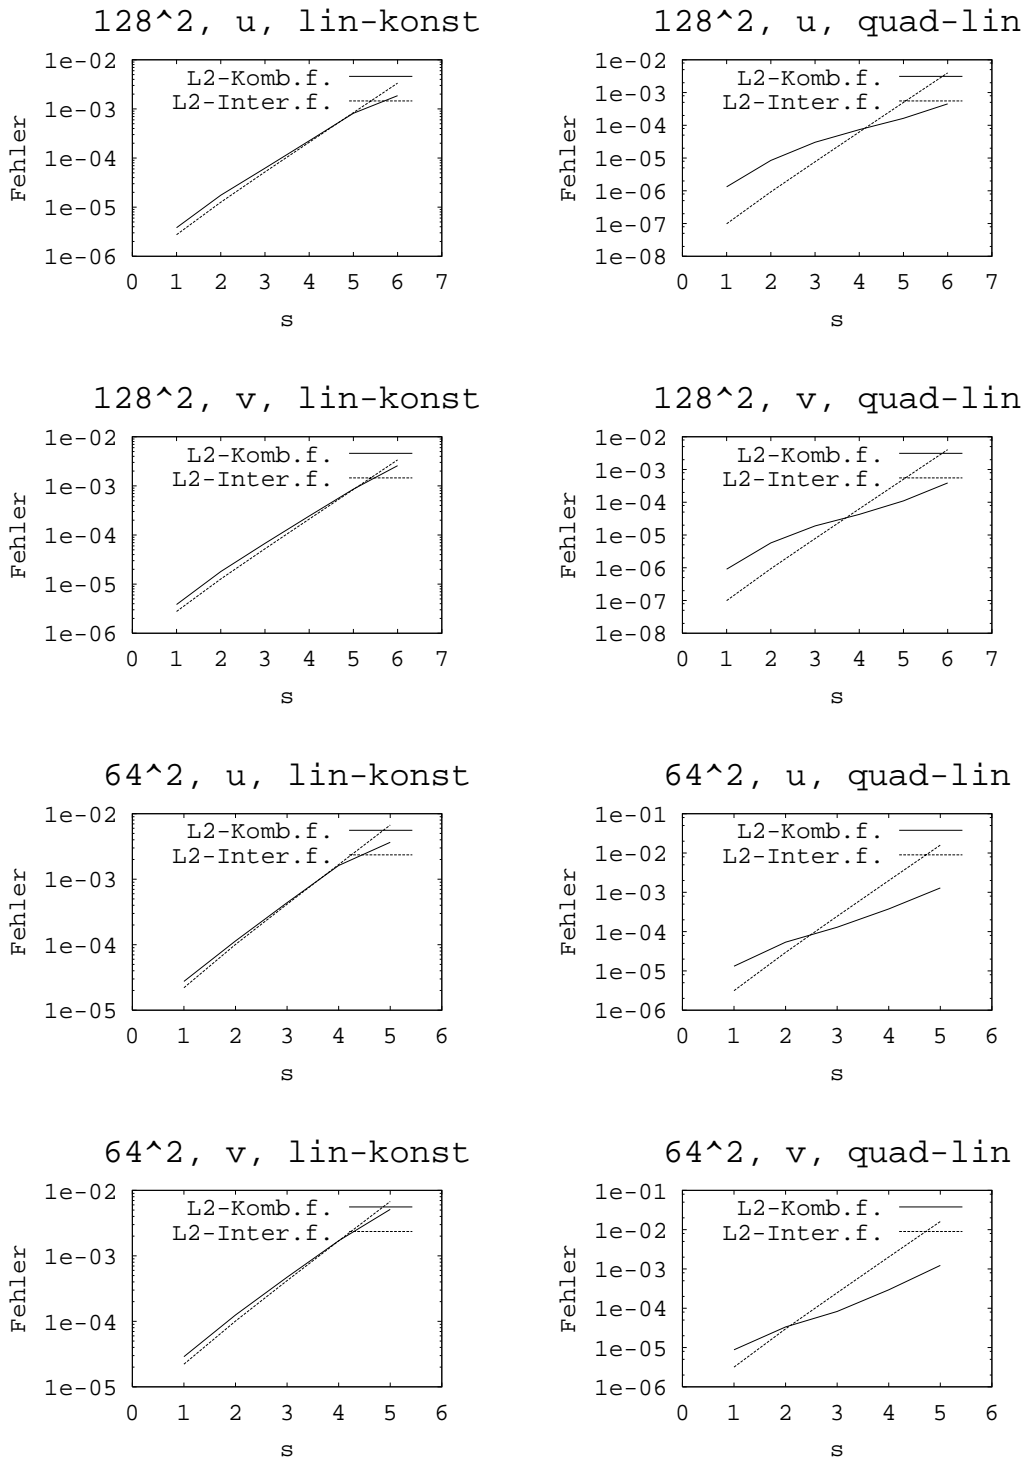 128^2, u, lin-konst
1e-02
1e-03
1e-04
1e-05
1e-06
Fehler
L2-Komb.f.
L2-Inter.f.
0 1 2 3 4 5 6 7
s
128^2, u, quad-lin
1e-02
1e-03
1e-04
1e-05
1e-06
1e-07
1e-08
Fehler
L2-Komb.f.
L2-Inter.f.
0 1 2 3 4 5 6 7
s
128^2, v, lin-konst
1e-02
1e-03
1e-04
1e-05
1e-06
Fehler
L2-Komb.f.
L2-Inter.f.
0 1 2 3 4 5 6 7
s
128^2, v, quad-lin
1e-02
1e-03
1e-04
1e-05
1e-06
1e-07
1e-08
Fehler
L2-Komb.f.
L2-Inter.f.
0 1 2 3 4 5 6 7
s
64^2, u, lin-konst
1e-02
1e-03
1e-04
1e-05
Fehler
L2-Komb.f.
L2-Inter.f.
0 1 2 3 4 5 6
s
64^2, u, quad-lin
1e-01
1e-02
1e-03
1e-04
1e-05
1e-06
Fehler
L2-Komb.f.
L2-Inter.f.
0 1 2 3 4 5 6
s
64^2, v, lin-konst
1e-02
1e-03
1e-04
1e-05
Fehler
L2-Komb.f.
L2-Inter.f.
0 1 2 3 4 5 6
s
64^2, v, quad-lin
1e-01
1e-02
1e-03
1e-04
1e-05
1e-06
Fehler
L2-Komb.f.
L2-Inter.f.
0 1 2 3 4 5 6
s